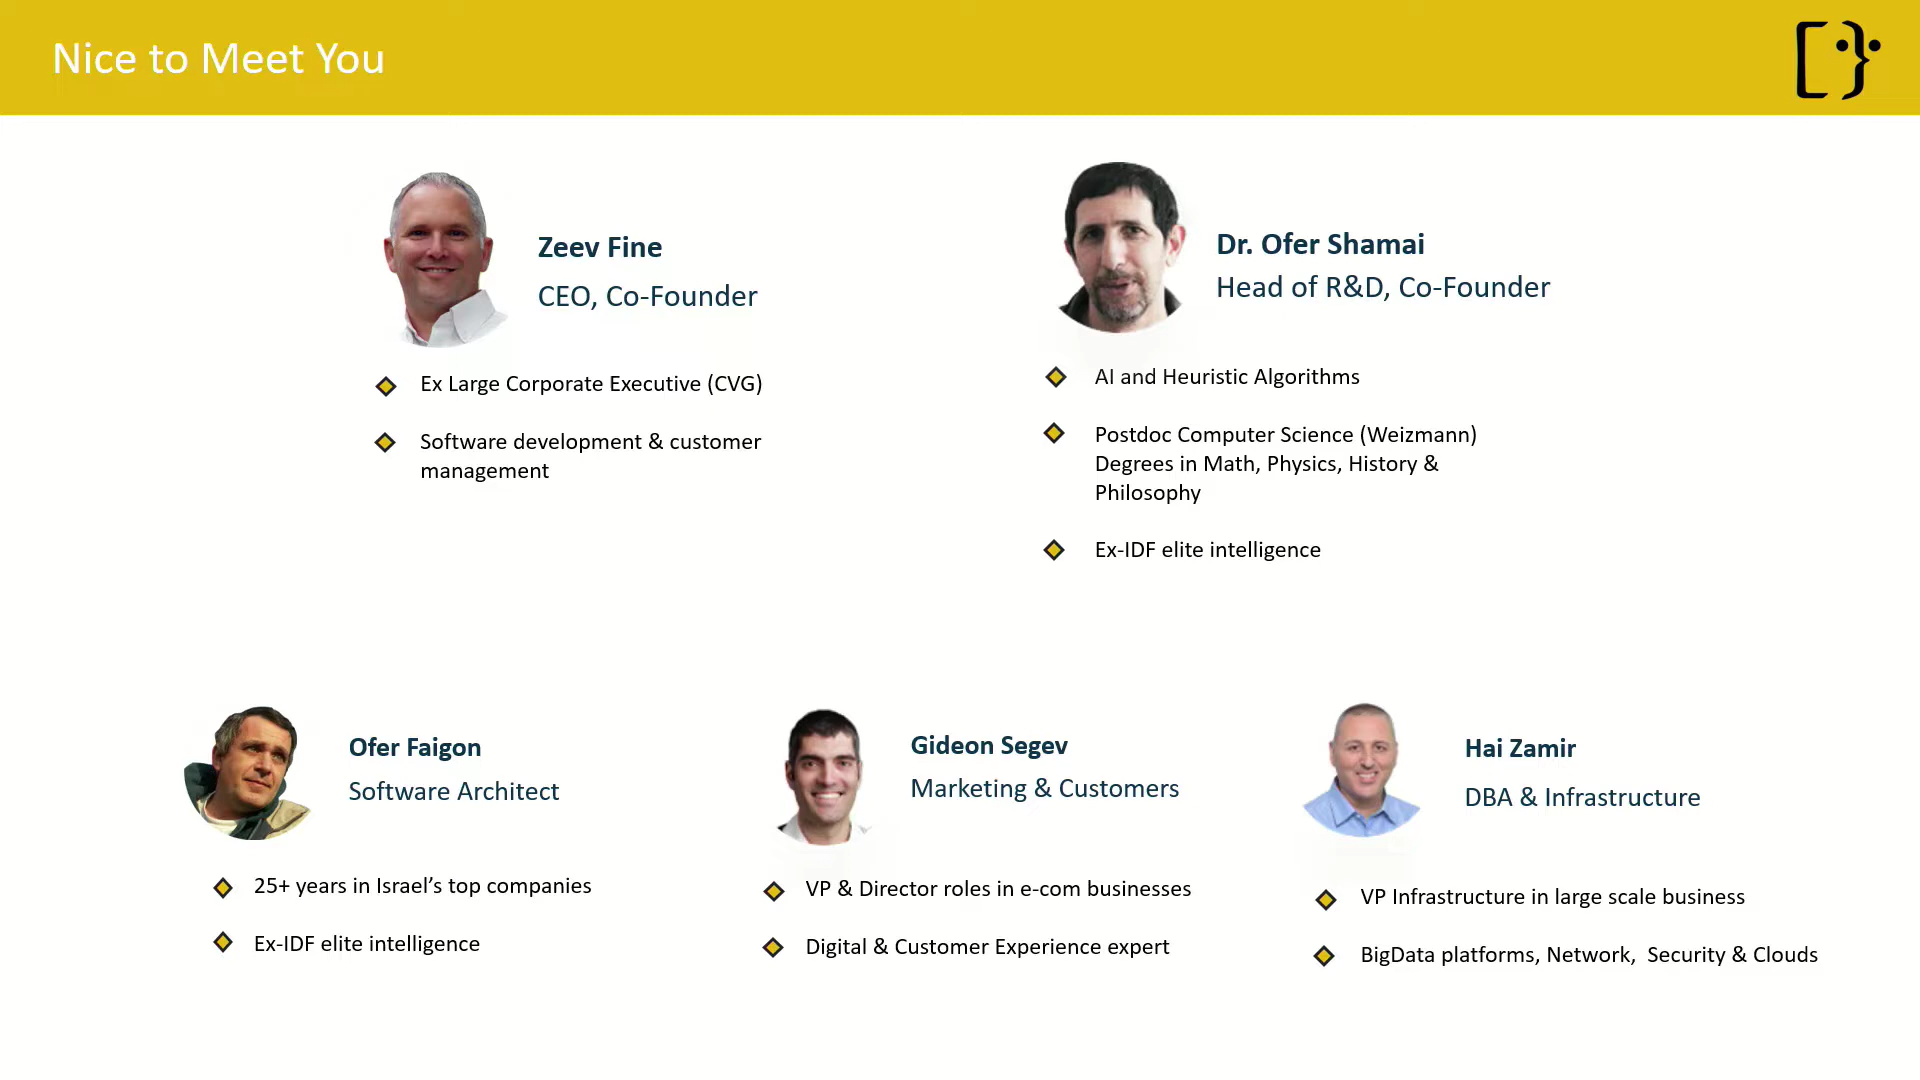 Nice to Meet You
Zeev Fine
CEO, Co-Founder
Ex Large Corporate Executive (CVG)
Software development & customer
management
Dr. Ofer Shamai
Head of R&D, Co-Founder
AI and Heuristic Algorithms
Postdoc Computer Science (Weizmann)
Degrees in Math, Physics, History &
Philosophy
Ex-IDF elite intelligence
Ofer Faigon
Software Architect
25+ years in Israel’s top companies
Ex-IDF elite intelligence
Gideon Segev
Marketing & Customers
VP & Director roles in e-com businesses
Digital & Customer Experience expert
Hai Zamir
DBA & Infrastructure
VP Infrastructure in large scale business
BigData platforms, Network,  Security & Clouds